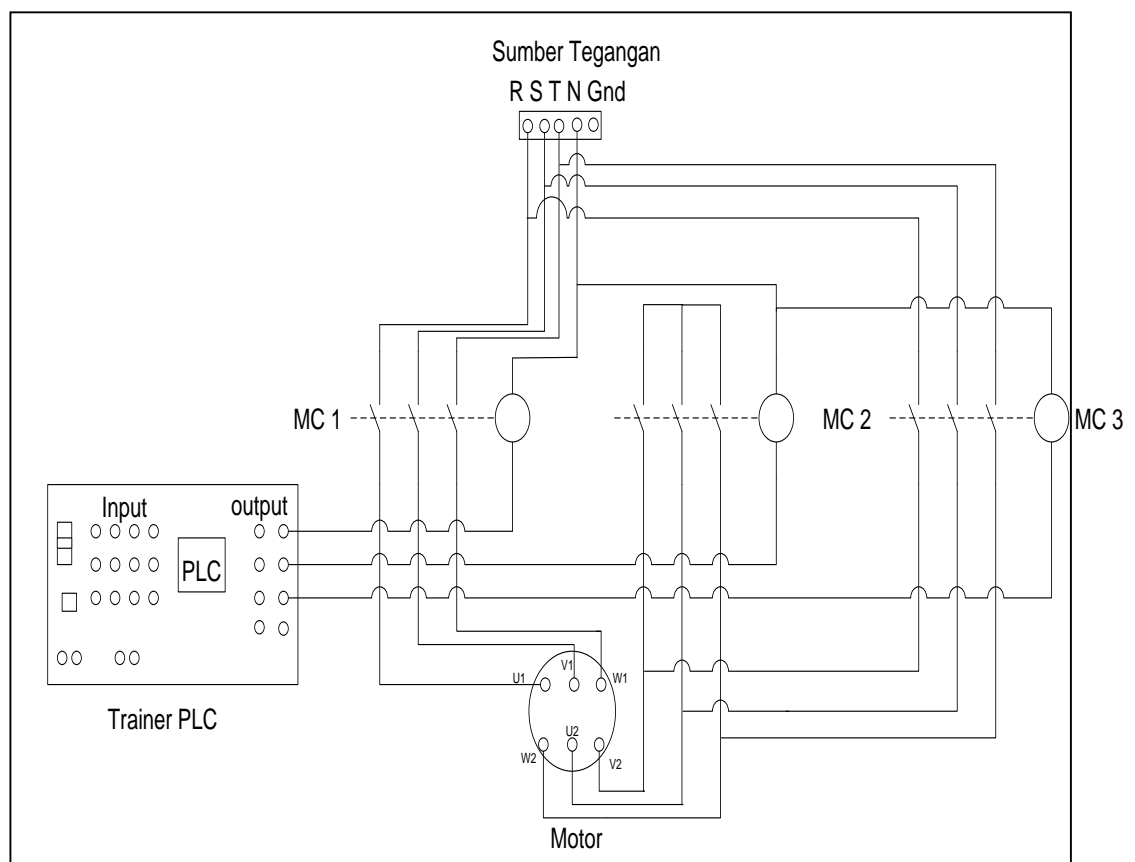 Sumber Tegangan
R S T N Gnd
MC 1
MC 2
MC 3
Input
output
PLC
Trainer PLC
U1
V1
W1
W2
U2
V2
Motor